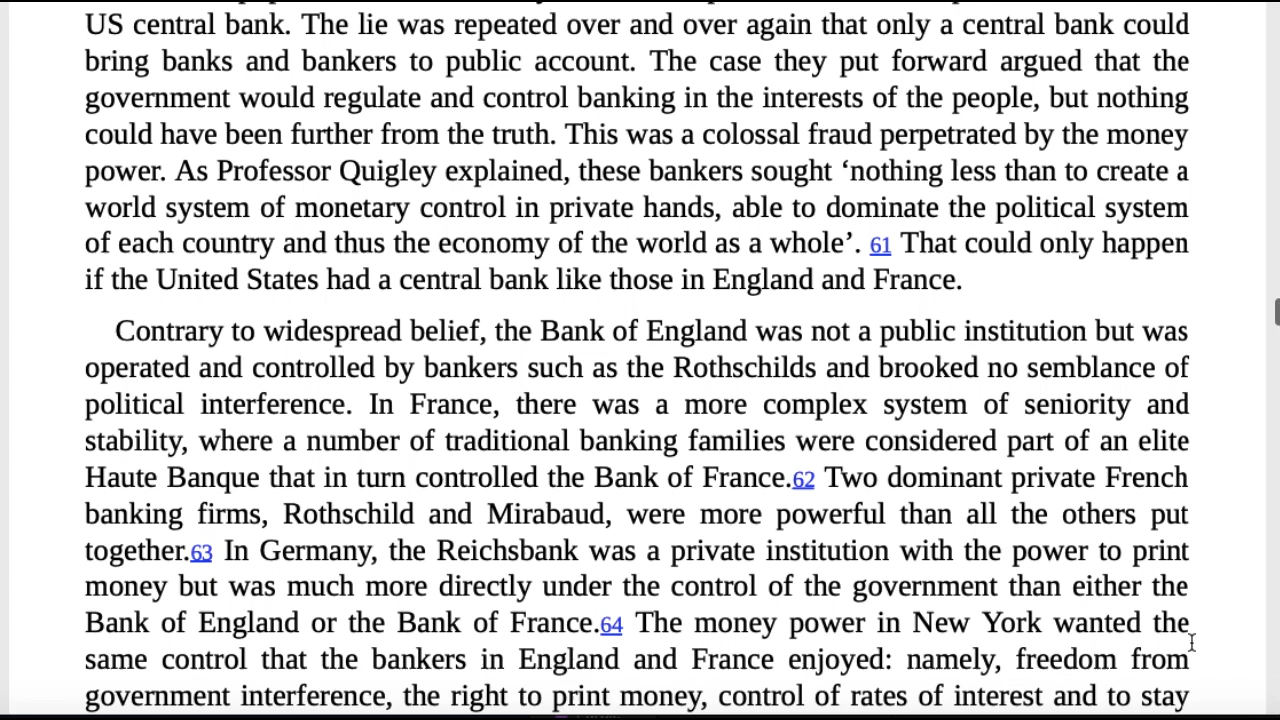 US central bank. The lie was repeated over and over again that only a central bank could
bring banks and bankers to public account. The case they put forward argued that the
government would regulate and control banking in the interests of the people, but nothing
could have been further from the truth. This was a colossal fraud perpetrated by the money
power. As Professor Quigley explained, these bankers sought ‘nothing less than to create a
world system of monetary control in private hands, able to dominate the political system
of each country and thus the economy of the world as a whole’. 61 That could only happen
if the United States had a central bank like those in England and France.
Contrary to widespread belief, the Bank of England was not a public institution but was
operated and controlled by bankers such as the Rothschilds and brooked no semblance of
political interference. In France, there was a more complex system of seniority and
stability, where a number of traditional banking families were considered part of an elite
Haute Banque that in turn controlled the Bank of France.62 Two dominant private French
banking firms, Rothschild and Mirabaud, were more powerful than all the others put
together.63 In Germany, the Reichsbank was a private institution with the power to print
money but was much more directly under the control of the government than either the
Bank of England or the Bank of France.64 The money power in New York wanted the
same control that the bankers in England and France enjoyed: namely, freedom from
government interference, the right to print money, control of rates of interest and to stay